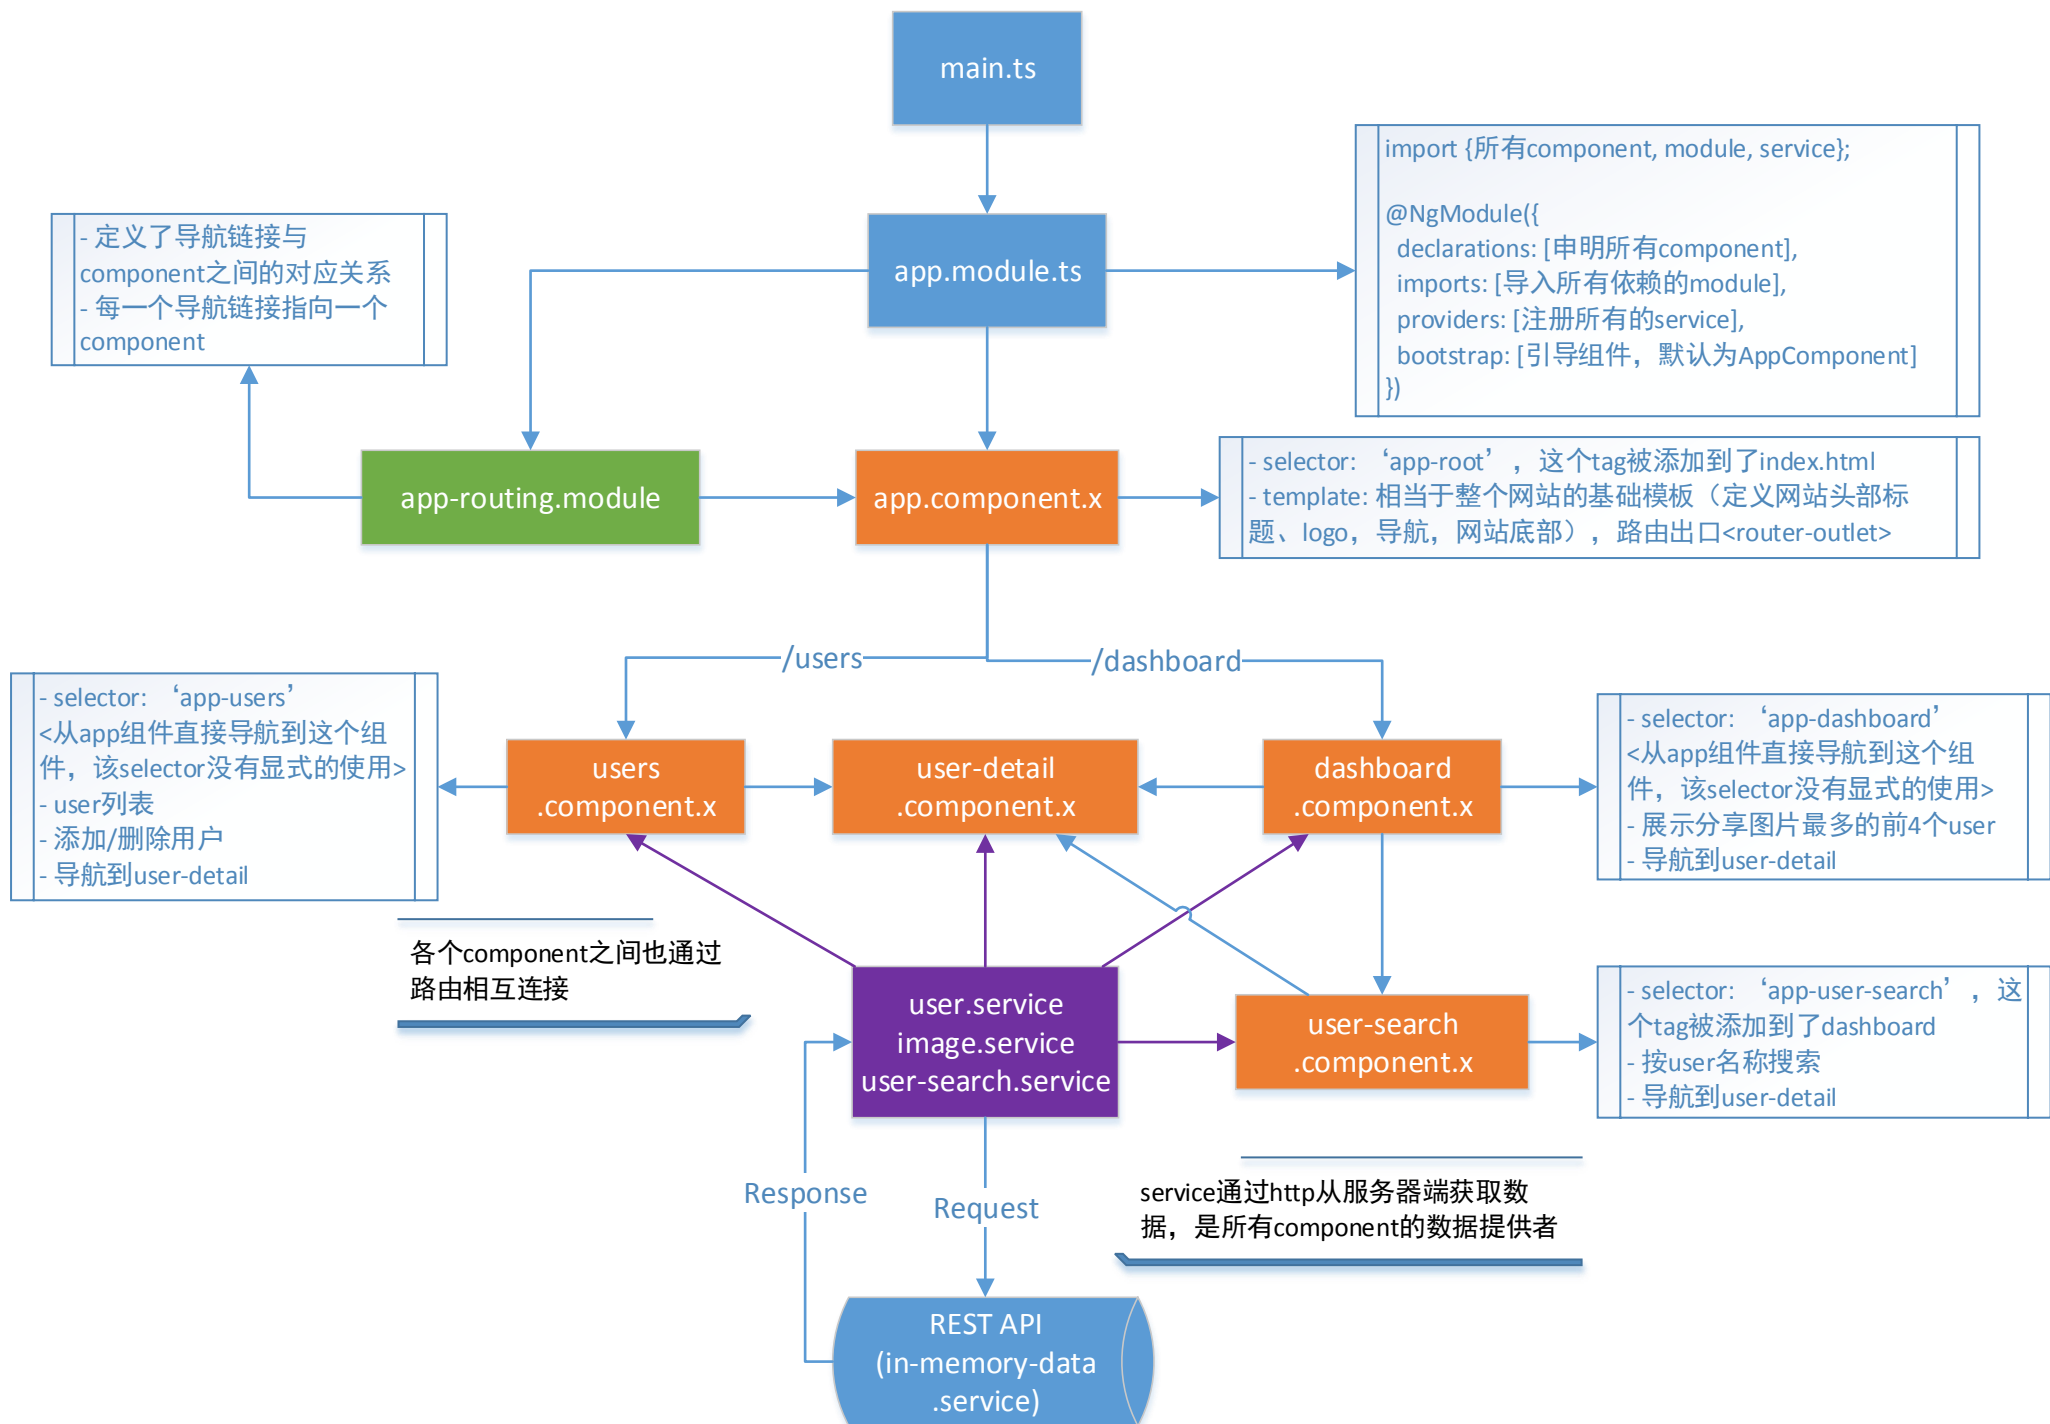 main.ts
import {所有component, module, service};
@NgModule({
declarations: [申明所有component],
imports: [导入所有依赖的module],
providers: [注册所有的service],
bootstrap: [引导组件，默认为AppComponent]
})
- 定义了导航链接与
component之间的对应关系
- 每一个导航链接指向一个
component
app.module.ts
app-routing.module
app.component.x
- selector: ‘app-root’，这个tag被添加到了index.html
- template: 相当于整个网站的基础模板（定义网站头部标
题、logo，导航，网站底部），路由出口<router-outlet>
/users
/dashboard
- selector: ‘app-users’
<从app组件直接导航到这个组
件，该selector没有显式的使用>
- user列表
- 添加/删除用户
- 导航到user-detail
users
.component.x
user-detail
.component.x
dashboard
.component.x
- selector: ‘app-dashboard’
<从app组件直接导航到这个组
件，该selector没有显式的使用>
- 展示分享图片最多的前4个user
- 导航到user-detail
各个component之间也通过
路由相互连接
user.service
image.service
user-search.service
user-search
.component.x
- selector: ‘app-user-search’，这
个tag被添加到了dashboard
- 按user名称搜索
- 导航到user-detail
Response
Request
service通过http从服务器端获取数
据，是所有component的数据提供者
REST API
(in-memory-data
.service)